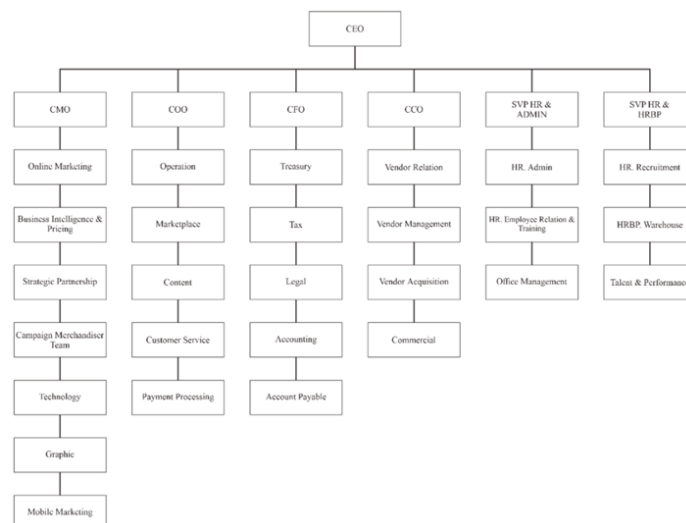 CEO
CMO
COO
CFO
CCO
SVP HR &
ADMIN
SVP HR &
HRBP
Online Marketing
Operation
Treasury
Vendor Relation
HR. Admin
HR. Recruitment
Business Intelligence &
Pricing
Marketplace
Tax
Vendor Management
HR. Employee Relation &
Training
HRBP. Warehouse
Strategic Partnership
Content
Legal
Vendor Acquisition
Office Management
Talent & Performanc
Campaign Merchandiser
Team
Customer Service
Accounting
Commercial
Technology
Payment Processing
Account Payable
Graphic
Mobile Marketing